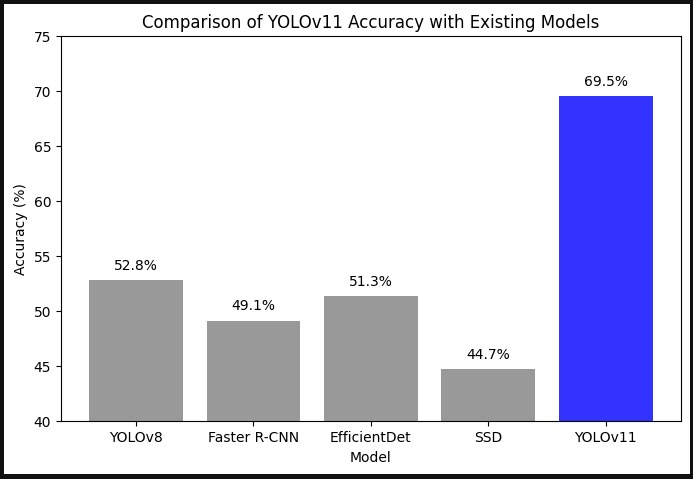 Comparison of YOLOv11 Accuracy with Existing Models
75
70
65
60
55
50
45
40
Accuracy (%)
52.8%
49.1%
51.3%
44.7%
69.5%
YOLOv8
Faster R-CNN
EfficientDet
SSD
YOLOv11
Model